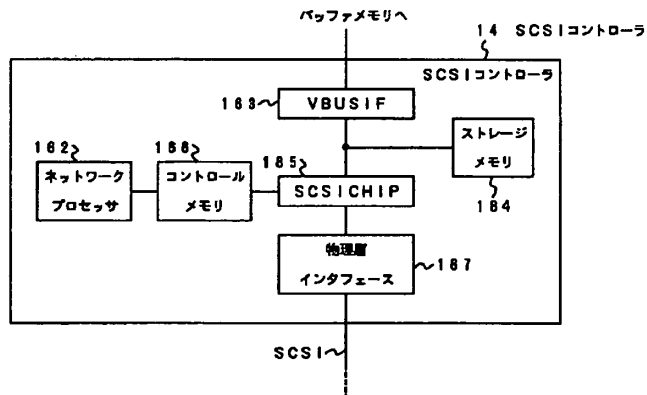 バッファメモリへ
14 SCSIコントローラ
SCSIコントローラ
163
VBUSIF
ストレージ
メモリ
164
162
ネットワーク
プロセッサ
166
コントロール
メモリ
165
SCSICHIP
物理層
インタフェース
167
SCSI